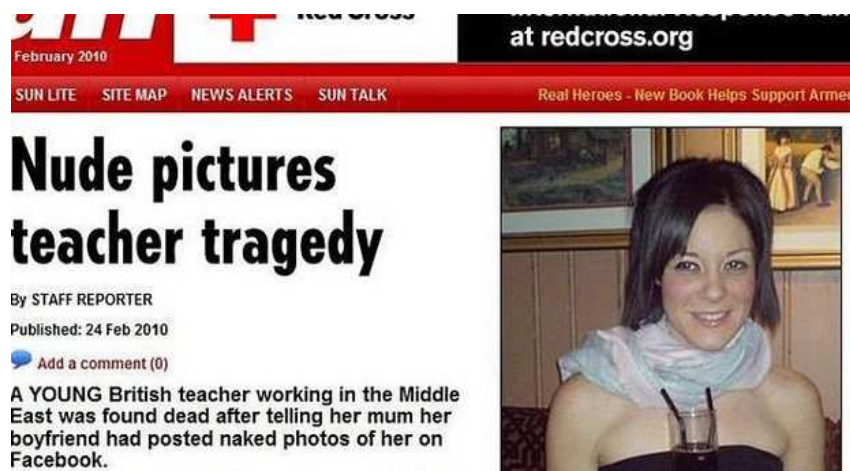 Red Cross
at redcross.org
February 2010
SUN LITE SITE MAP NEWS ALERTS SUN TALK
Real Heroes - New Book Helps Support Armed
Nude pictures
teacher tragedy
By STAFF REPORTER
Published: 24 Feb 2010
Add a comment (0)
A YOUNG British teacher working in the Middle
East was found dead after telling her mum her
boyfriend had posted naked photos of her on
Facebook.